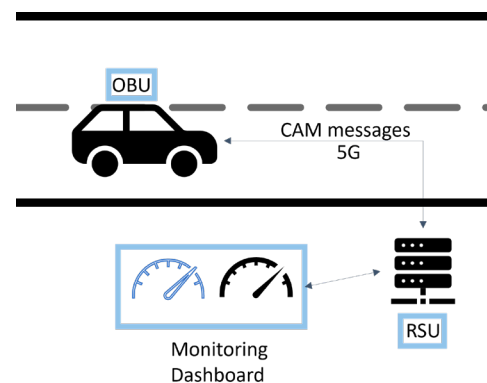 OBU
CAM messages
5G
RSU
Monitoring
Dashboard